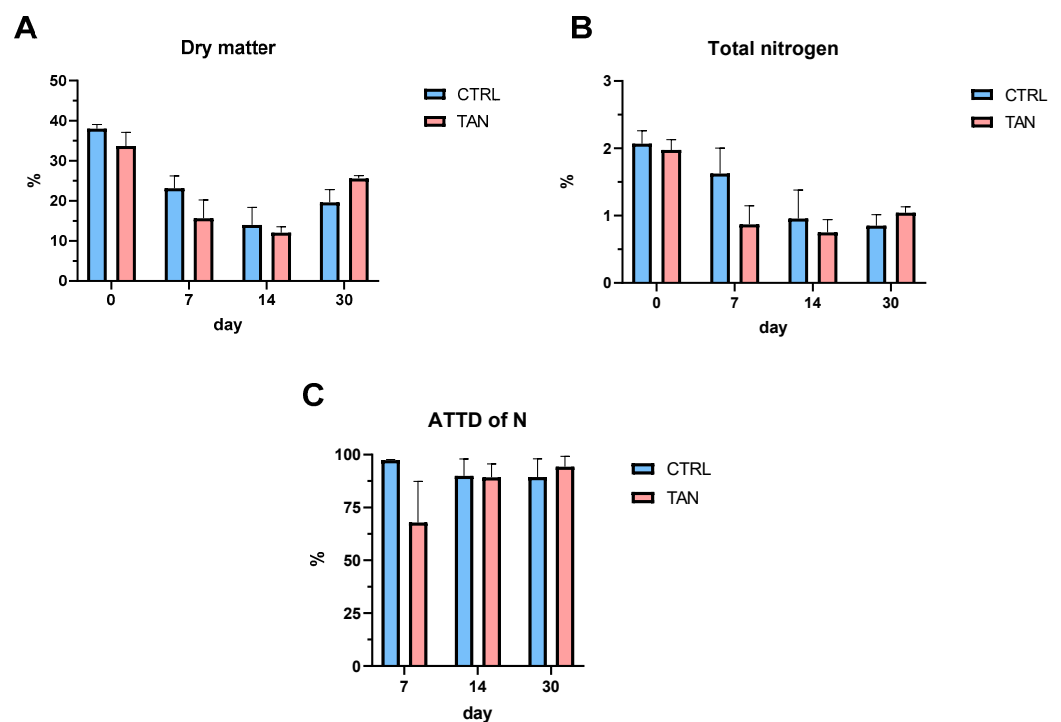 A
Dry matter
50
40
30
20
10
0
%
0 7 14 30
day
CTRL
TAN
B
Total nitrogen
3
2
1
0
%
0 7 14 30
day
CTRL
TAN
C
ATTD of N
100
75
50
25
0
%
7 14 30
day
CTRL
TAN